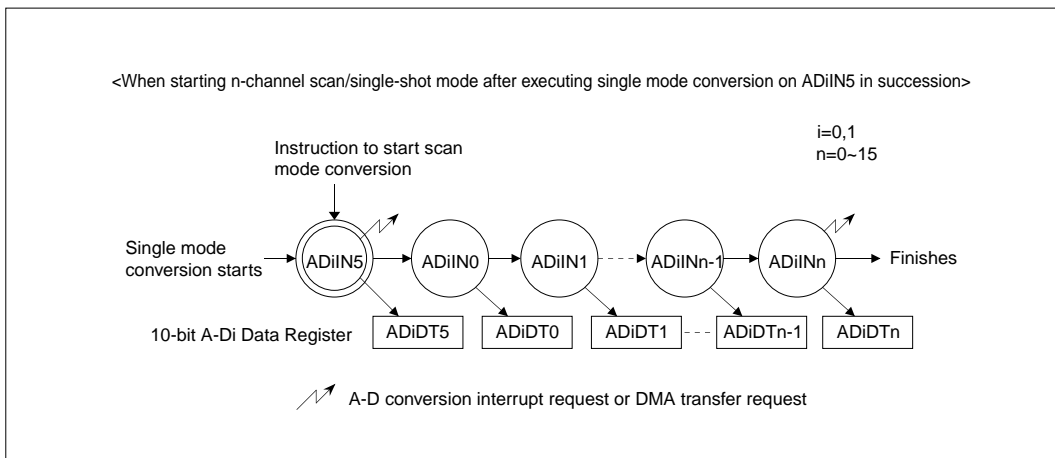 <When starting n-channel scan/single-shot mode after executing single mode conversion on ADiIN5 in succession>
i=0,1
n=0~15
Instruction to start scan
mode conversion
Single mode
conversion starts
ADiIN5
ADiIN0
ADiIN1
ADiINn-1
ADiINn
Finishes
10-bit A-Di Data Register
ADiDT5
ADiDT0
ADiDT1
ADiDTn-1
ADiDTn
A-D conversion interrupt request or DMA transfer request